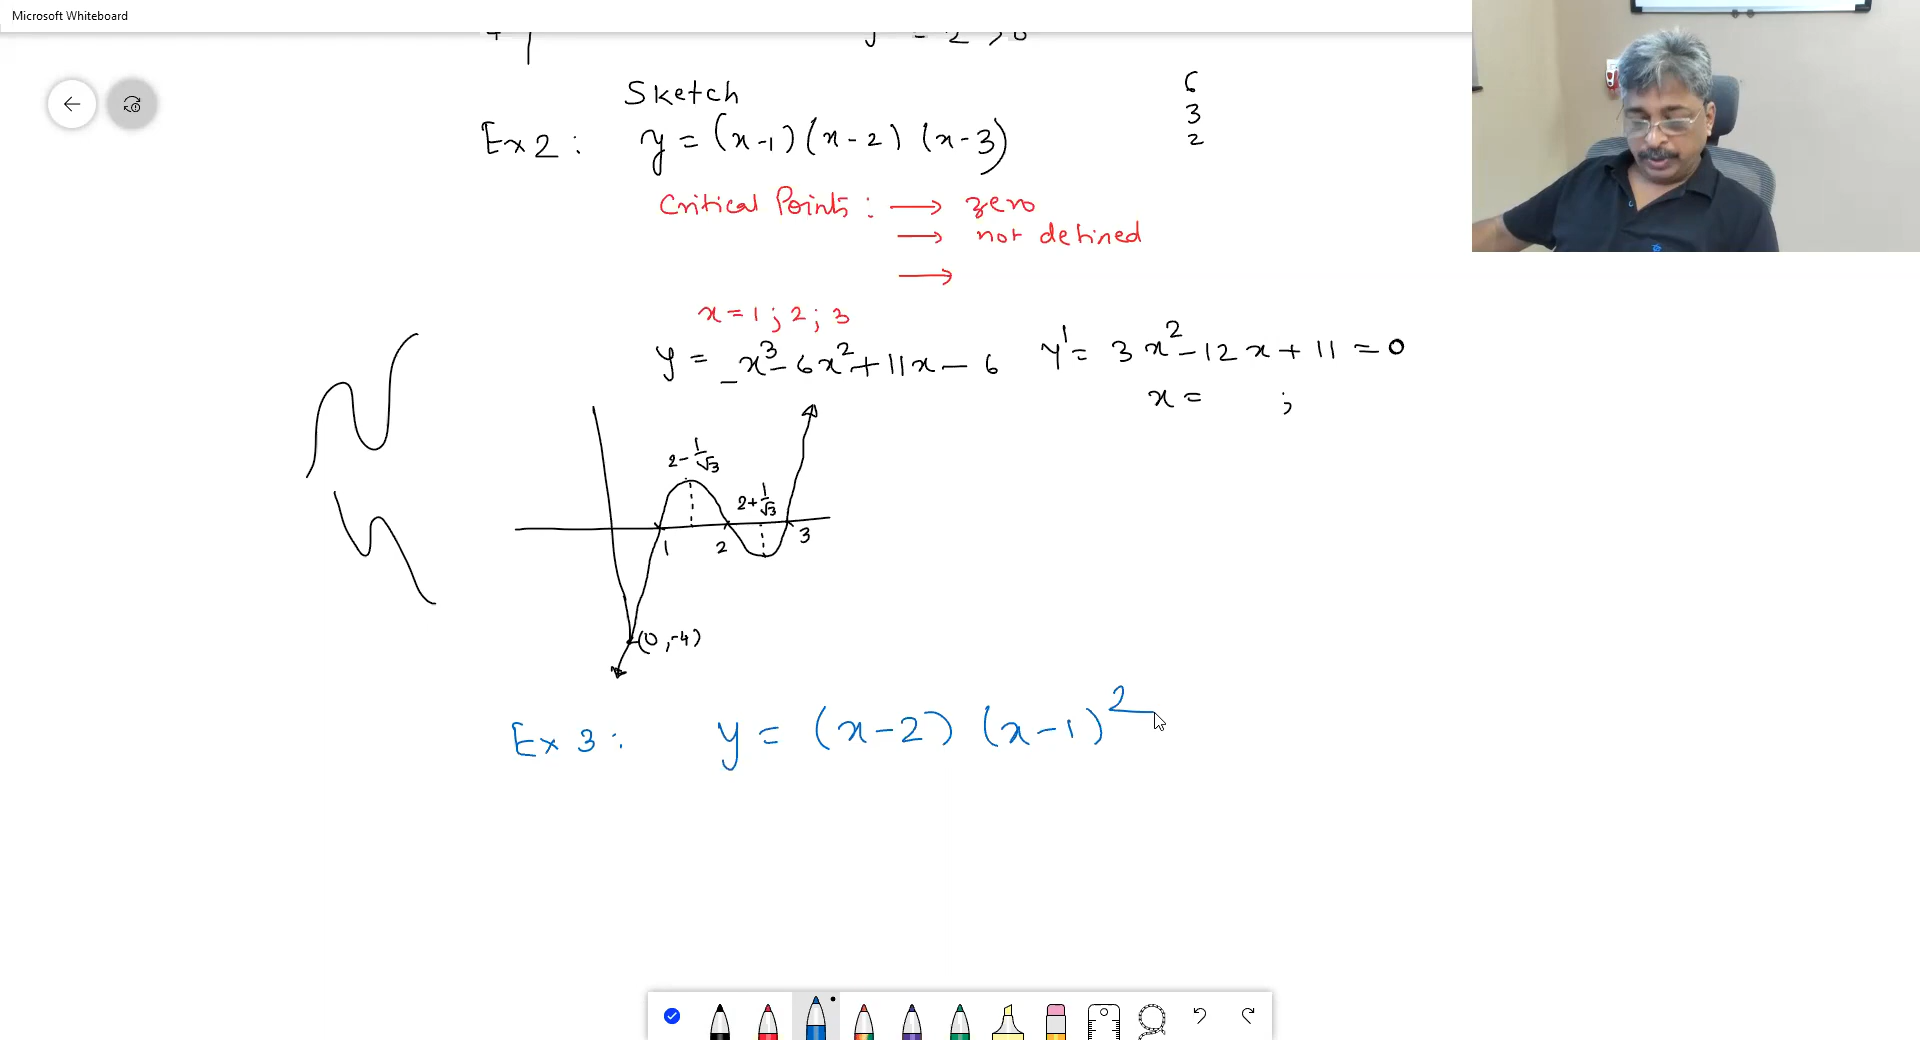 Microsoft Whiteboard
Sketch
Ex 2 : y = (x-1) (x-2) (x-3)
6
3
2
Critical Points : → zero
→ not defined
→
x = 1 ; 2 ; 3
y = x³ - 6x² + 11x - 6
y' = 3x² - 12x + 11 = 0
x = ;
2 - 1/√3
2 + 1/√3
1 2 3
(0, -4)
Ex 3 : y = (x-2) (x-1)²